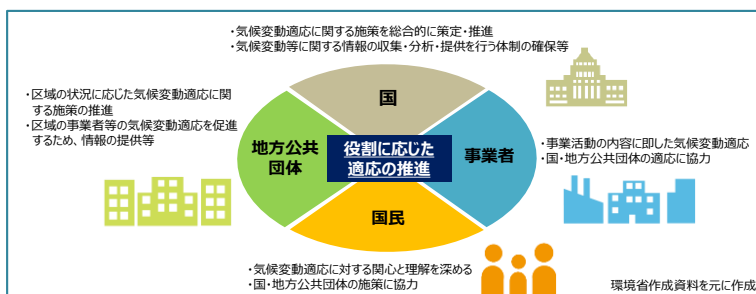 ・気候変動適応に関する施策を総合的に策定・推進
・気候変動等に関する情報の収集・分析・提供を行う体制の確保等
国
・区域の状況に応じた気候変動適応に関
する施策の推進
・区域の事業者等の気候変動適応を促進
するため、情報の提供等
地方公共
団体
役割に応じた
適応の推進
事業者
・事業活動の内容に即した気候変動適応
・国・地方公共団体の適応に協力
国民
・気候変動適応に対する関心と理解を深める
・国・地方公共団体の施策に協力
環境省作成資料を元に作成